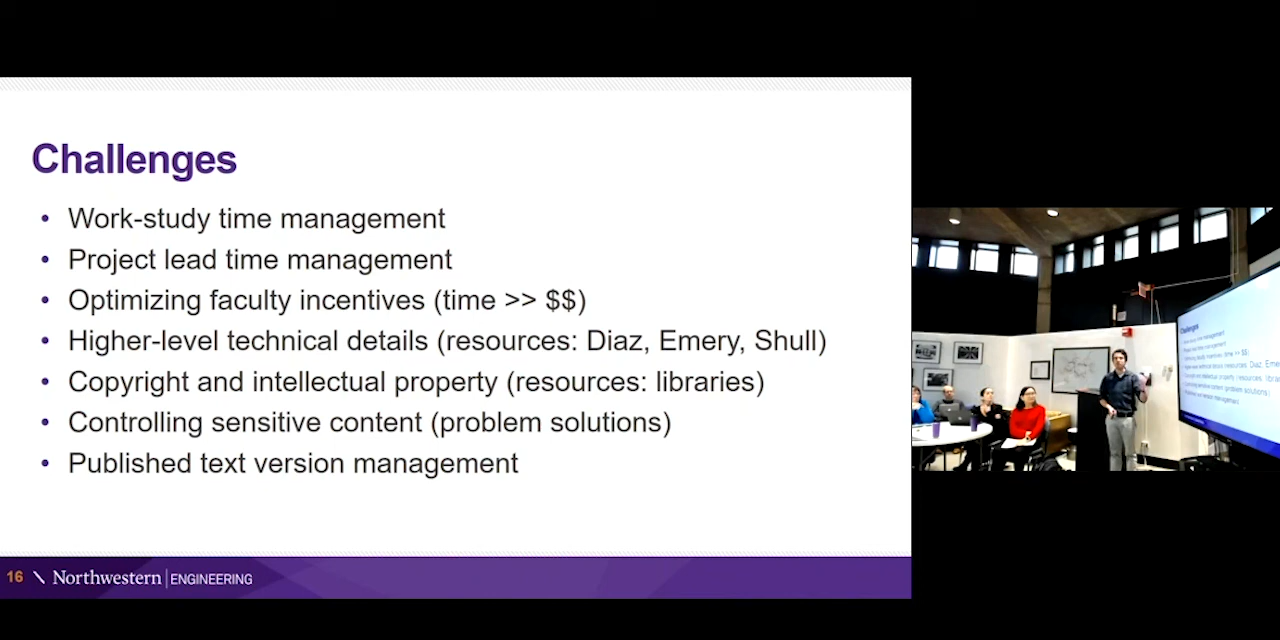 Challenges
• Work-study time management
• Project lead time management
• Optimizing faculty incentives (time >> $$)
• Higher-level technical details (resources: Diaz, Emery, Shull)
• Copyright and intellectual property (resources: libraries)
• Controlling sensitive content (problem solutions)
• Published text version management
16 \ Northwestern | ENGINEERING
Challenges